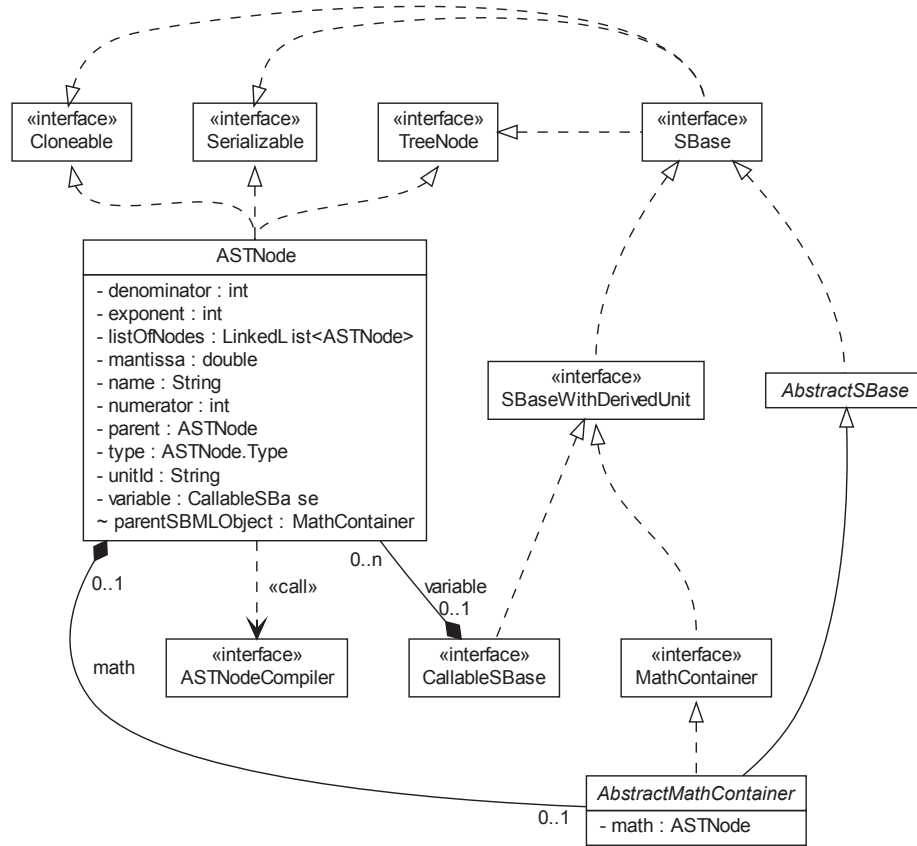 «interface»
Cloneable
«interface»
Serializable
«interface»
TreeNode
«interface»
SBase
ASTNode
- denominator : int
- exponent : int
- listOfNodes : LinkedList<ASTNode>
- mantissa : double
- name : String
- numerator : int
- parent : ASTNode
- type : ASTNode.Type
- unitId : String
- variable : CallableSBa se
~ parentSBMLObject : MathContainer
«interface»
SBaseWithDerivedUnit
AbstractSBase
0..1
«call»
0..n
variable
0..1
math
«interface»
ASTNodeCompiler
«interface»
CallableSBase
«interface»
MathContainer
0..1
AbstractMathContainer
- math : ASTNode